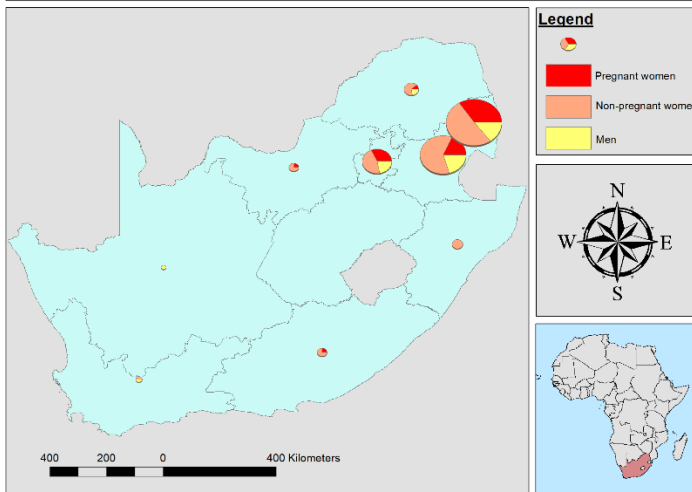 Legend
Pregnant women
Non-pregnant wome
Men
N
W
E
S
400 200 0 400 Kilometers